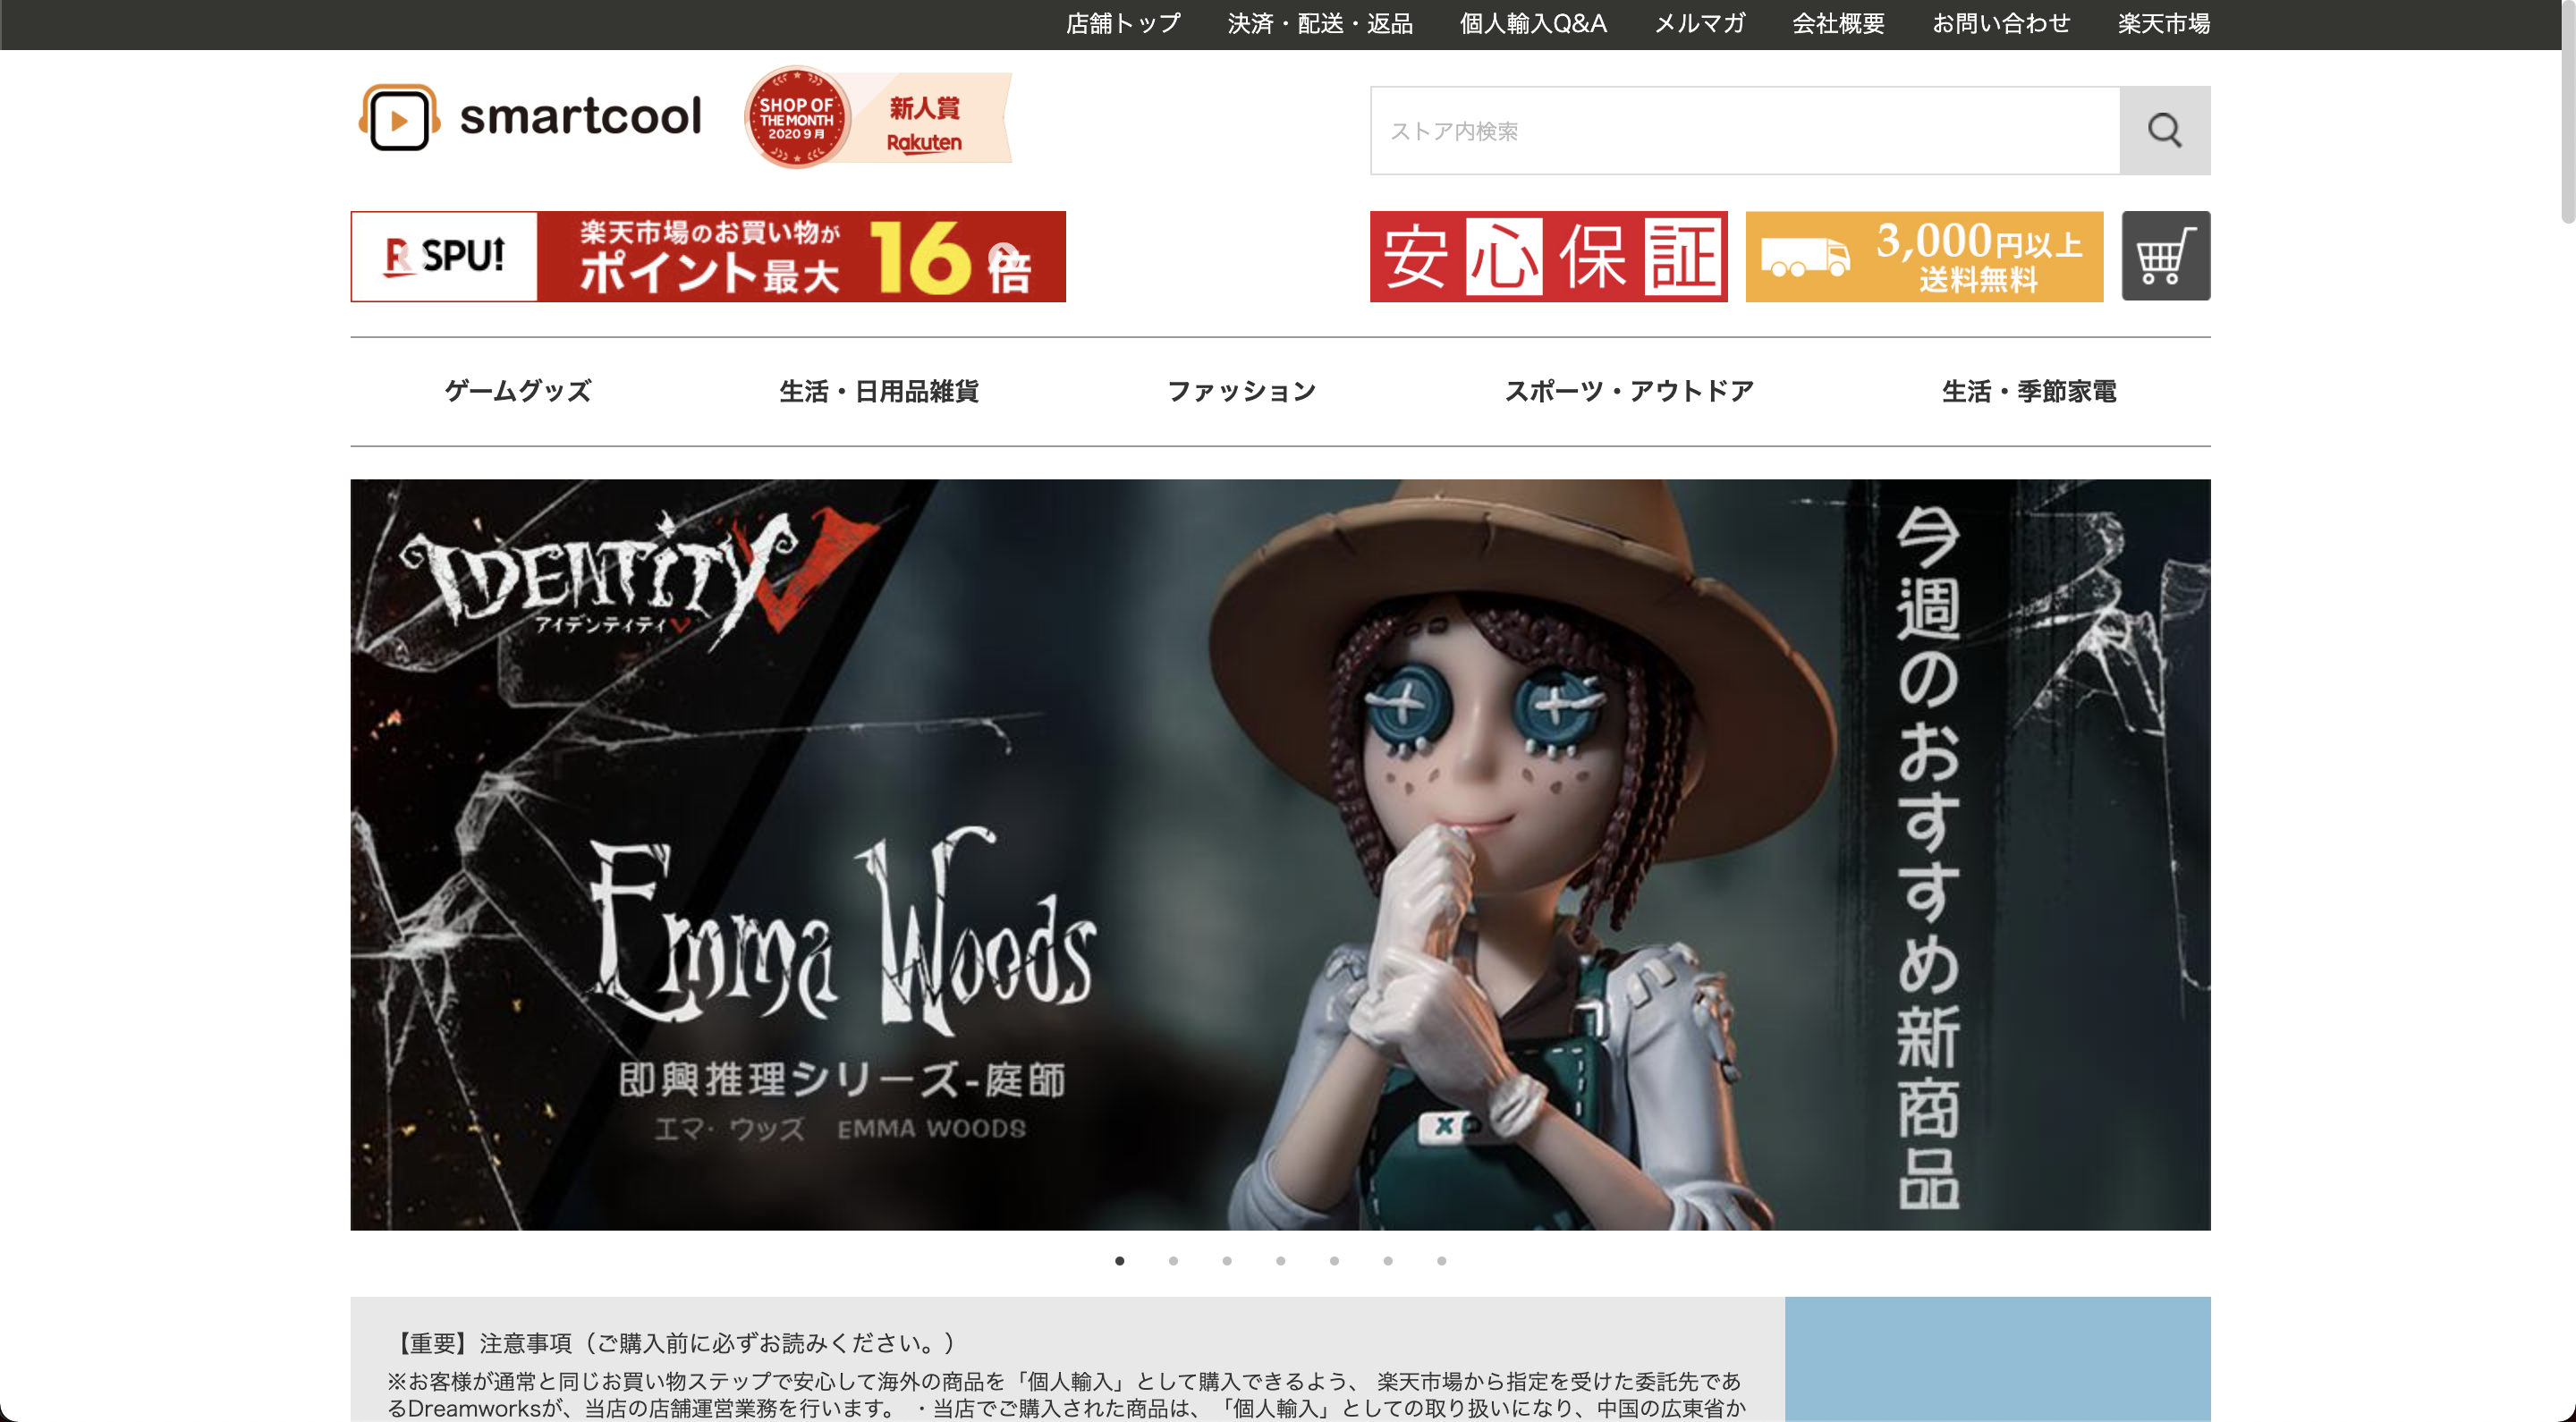 店舗トップ 決済・配送・返品 個人輸入Q&A メルマガ 会社概要 お問い合わせ 楽天市場
smartcool
SHOP OF
THE MONTH
2020 9月
新人賞
Rakuten
ストア内検索
R SPU!
楽天市場のお買い物が
ポイント最大 16倍
安心保証
3,000円以上
送料無料
ゲームグッズ 生活・日用品雑貨 ファッション スポーツ・アウトドア 生活・季節家電
IDENTITY V
アイデンティティV
今週のおすすめ新商品
Emma Woods
即興推理シリーズ-庭師
エマ・ウッズ EMMA WOODS
【重要】注意事項（ご購入前に必ずお読みください。）
※お客様が通常と同じお買い物ステップで安心して海外の商品を「個人輸入」として購入できるよう、 楽天市場から指定を受けた委託先であ
るDreamworksが、当店の店舗運営業務を行います。 ・当店でご購入された商品は、「個人輸入」としての取り扱いになり、中国の広東省か